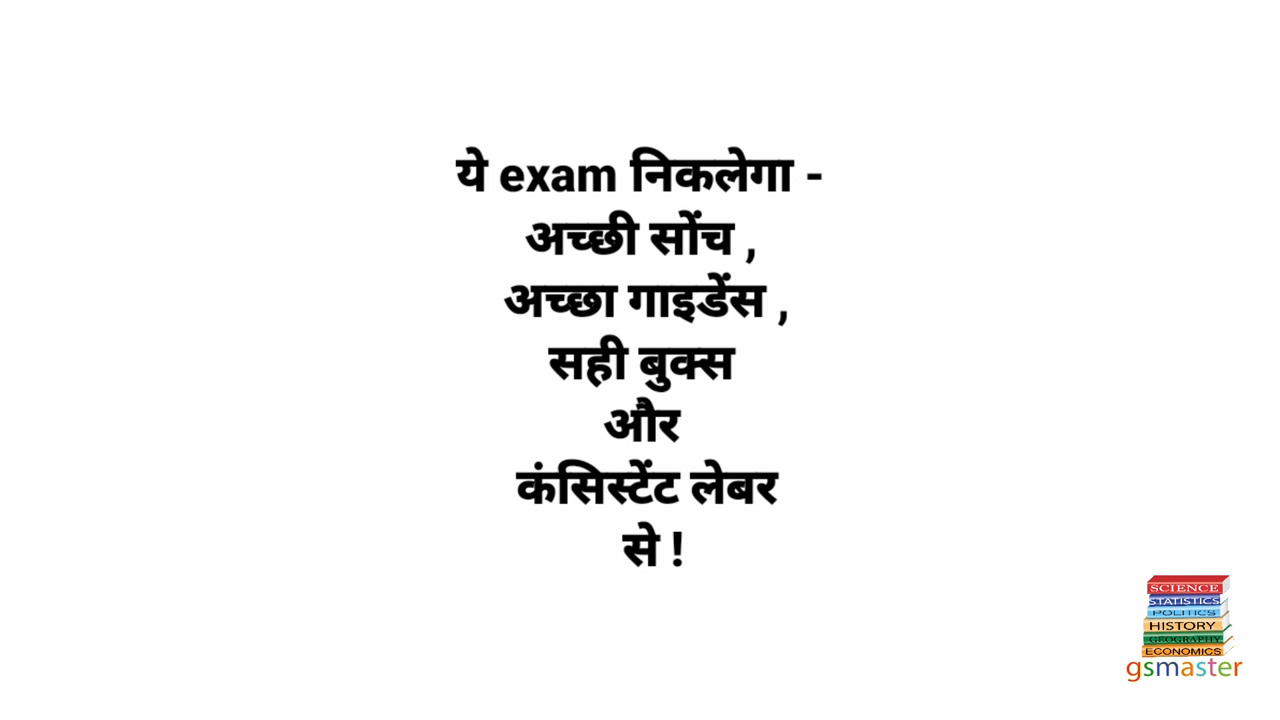 ये exam निकलेगा -
अच्छी सोंच ,
अच्छा गाइडेंस ,
सही बुक्स
और
कंसिस्टेंट लेबर
से !
SCIENCE
STATISTICS
POLITICS
HISTORY
GEOGRAPHY
ECONOMICS
gsmaster